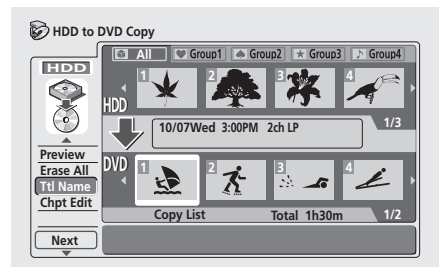 HDD to DVD Copy
HDD
All Group1 Group2 Group3 Group4
HDD
1 2 3 4
10/07Wed 3:00PM 2ch LP
1/3
Preview
Erase All
Ttl Name
Chpt Edit
DVD
1 2 3 4
Copy List Total 1h30m 1/2
Next